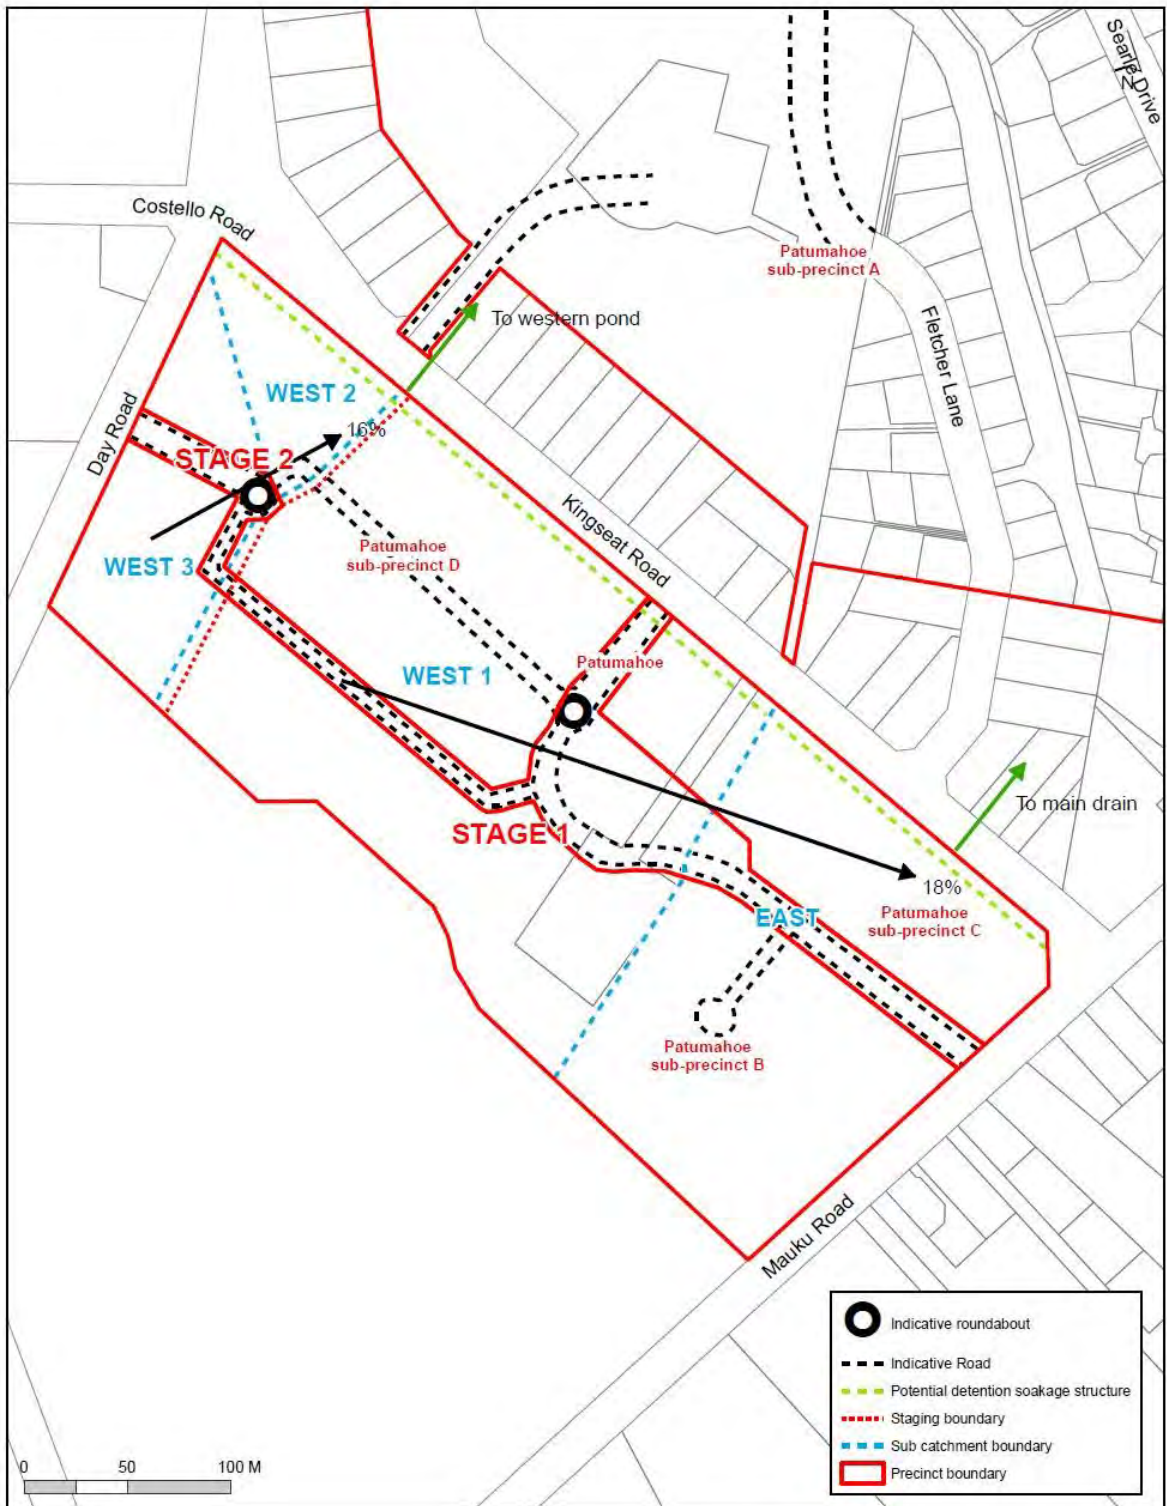 Searle Drive
N
Costello Road
Patumahoe
sub-precinct A
To western pond
Fletcher Lane
WEST 2
Day Road
16%
STAGE 2
Kingseat Road
Patumahoe
sub-precinct D
WEST 3
Patumahoe
WEST 1
To main drain
STAGE 1
18%
EAST
Patumahoe
sub-precinct C
Patumahoe
sub-precinct B
Mauku Road
Indicative roundabout
Indicative Road
Potential detention soakage structure
Staging boundary
Sub catchment boundary
Precinct boundary
0 50 100 M